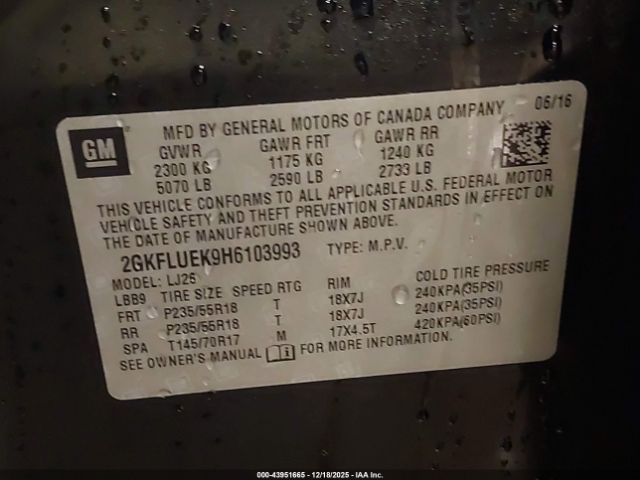 GM
MFD BY GENERAL MOTORS OF CANADA COMPANY 06/16
GVWR GAWR FRT GAWR RR
2300 KG 1175 KG 1240 KG
5070 LB 2590 LB 2733 LB
THIS VEHICLE CONFORMS TO ALL APPLICABLE U.S. FEDERAL MOTOR
VEHICLE SAFETY AND THEFT PREVENTION STANDARDS IN EFFECT ON
THE DATE OF MANUFACTURE SHOWN ABOVE.
2GKFLUEK9H6103993 TYPE: M.P.V.
MODEL: LJ26
LBB9 TIRE SIZE SPEED RTG RIM COLD TIRE PRESSURE
FRT P235/55R18 T 18X7J 240KPA(35PSI)
RR P235/55R18 T 18X7J 240KPA(35PSI)
SPA T145/70R17 M 17X4.5T 420KPA(60PSI)
SEE OWNER'S MANUAL FOR MORE INFORMATION.
000-43951665 - 12/18/2025 - IAA Inc.